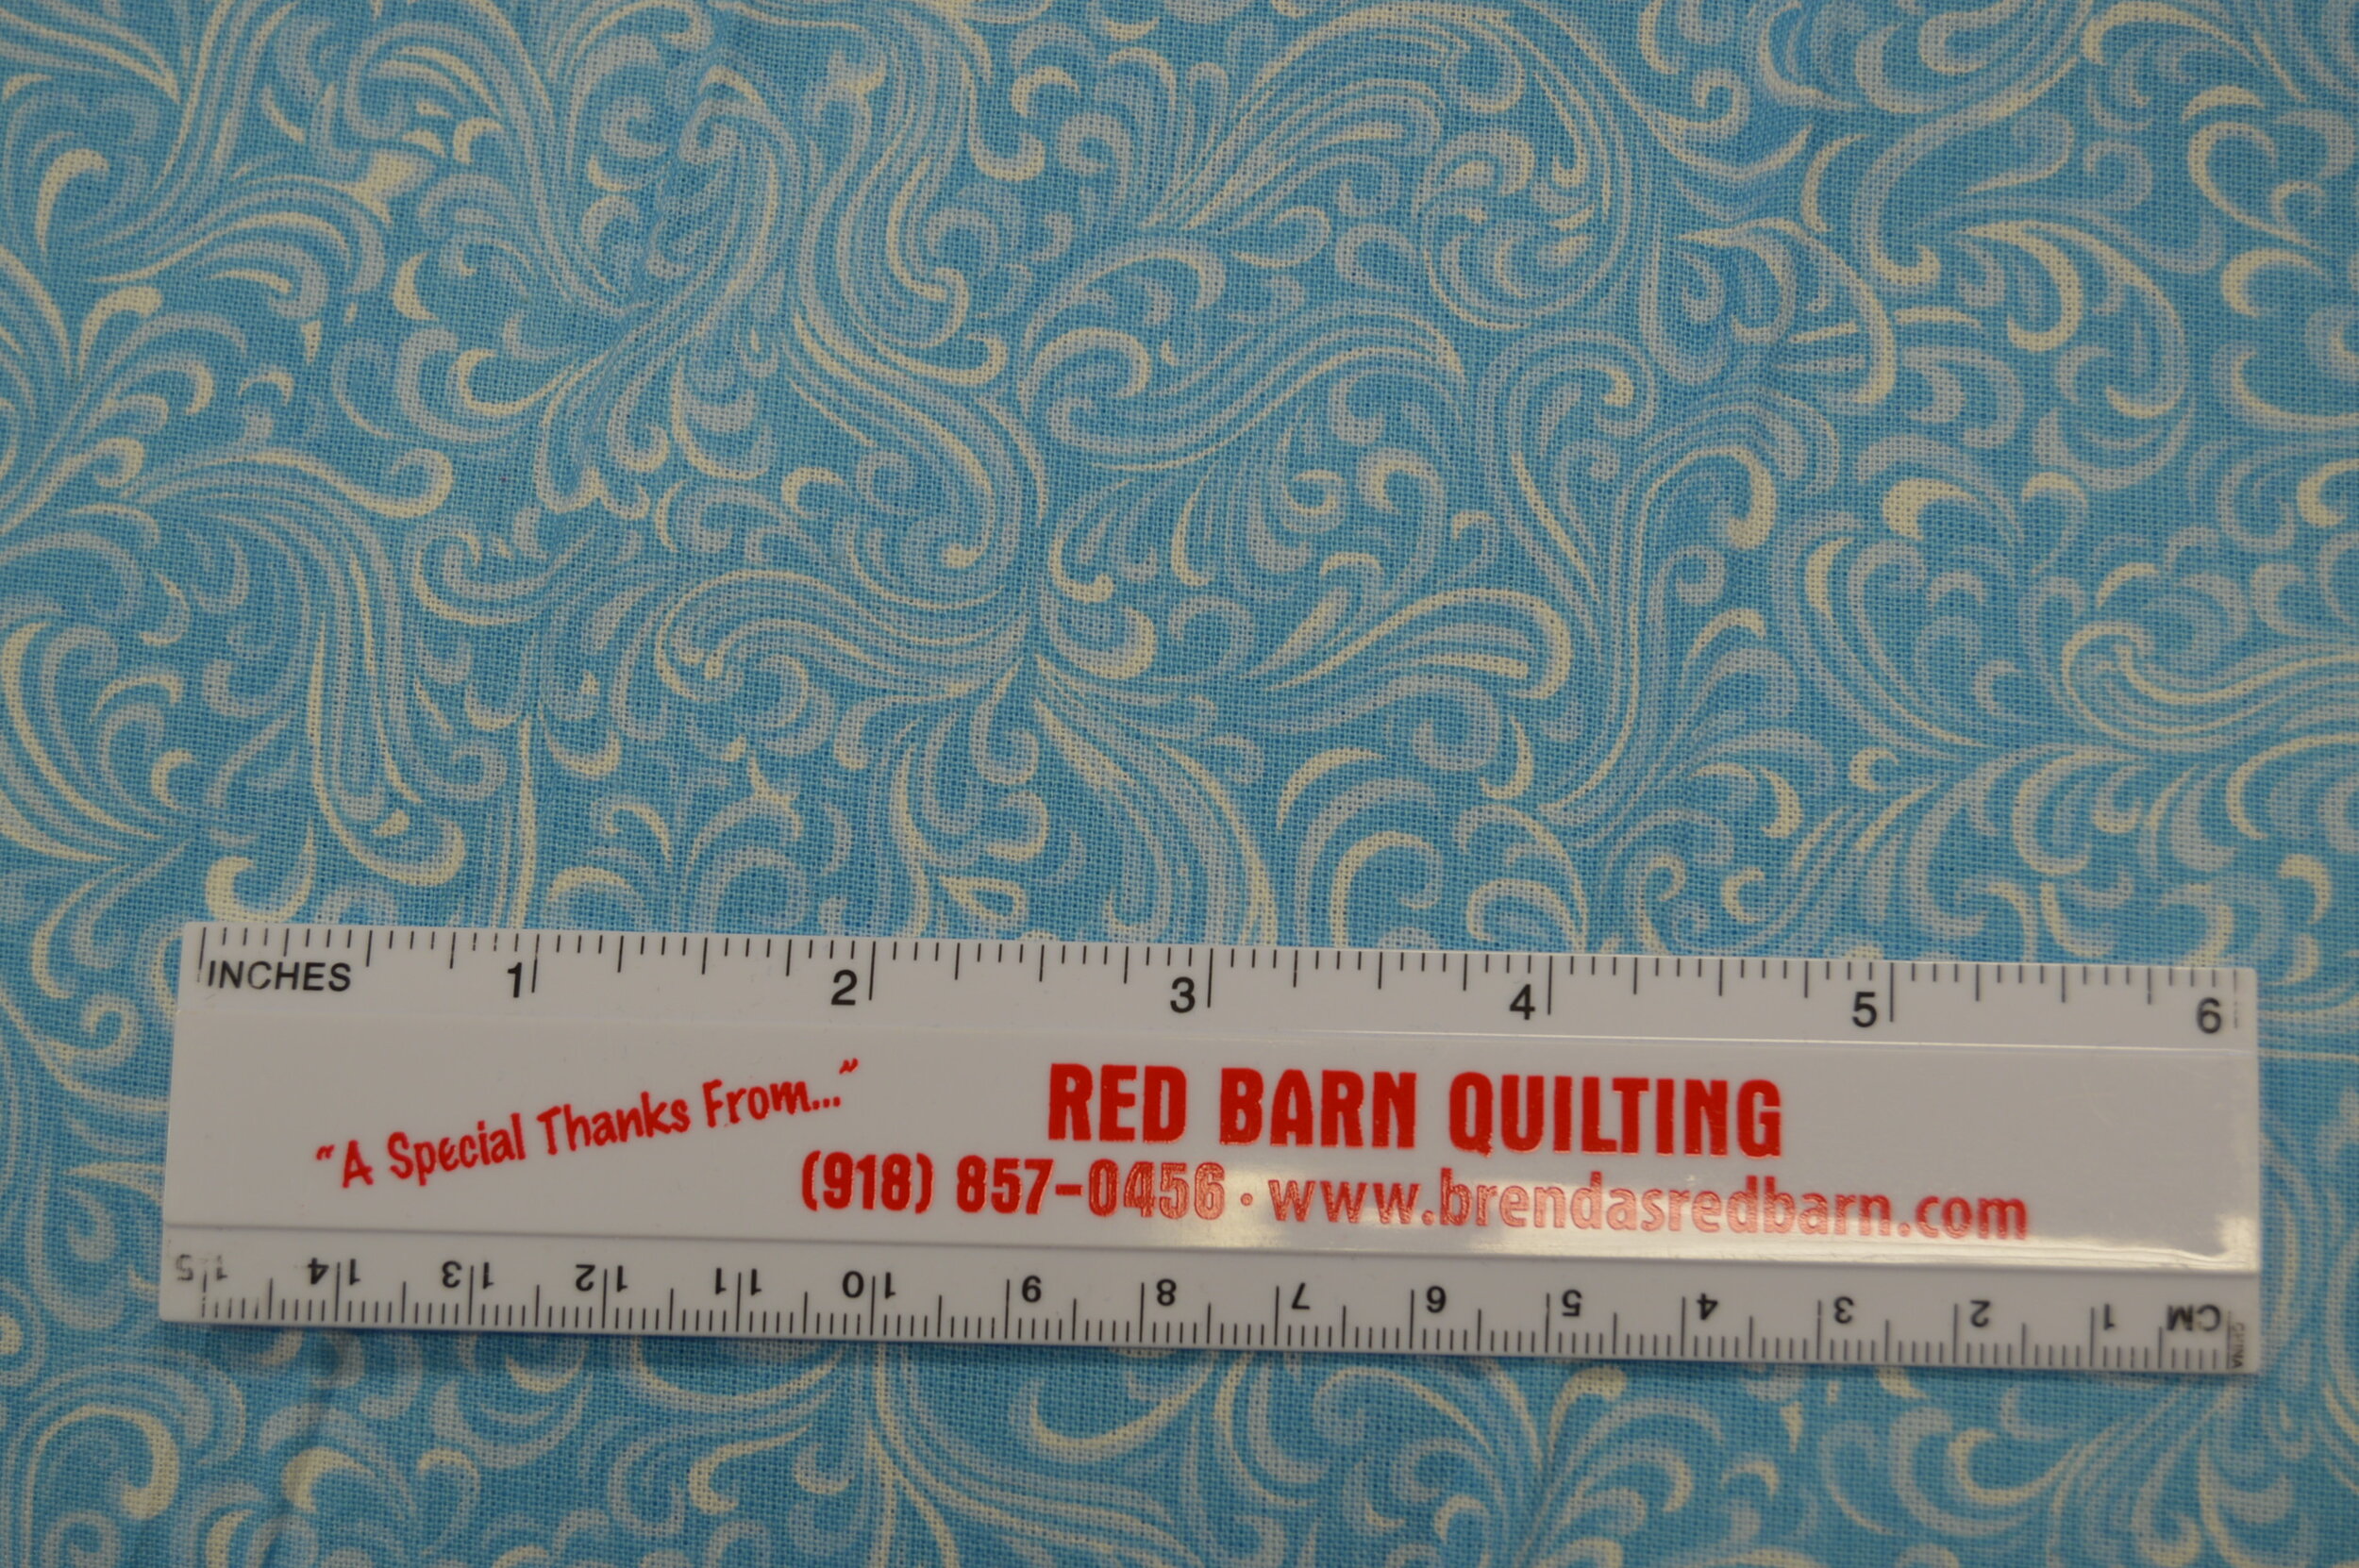 INCHES 1 2 3 4 5 6
"A Special Thanks From..."
RED BARN QUILTING
(918) 857-0456 · www.brendasredbarn.com
CM 1 2 3 4 5 6 7 8 9 10 11 12 13 14 15
CHINA